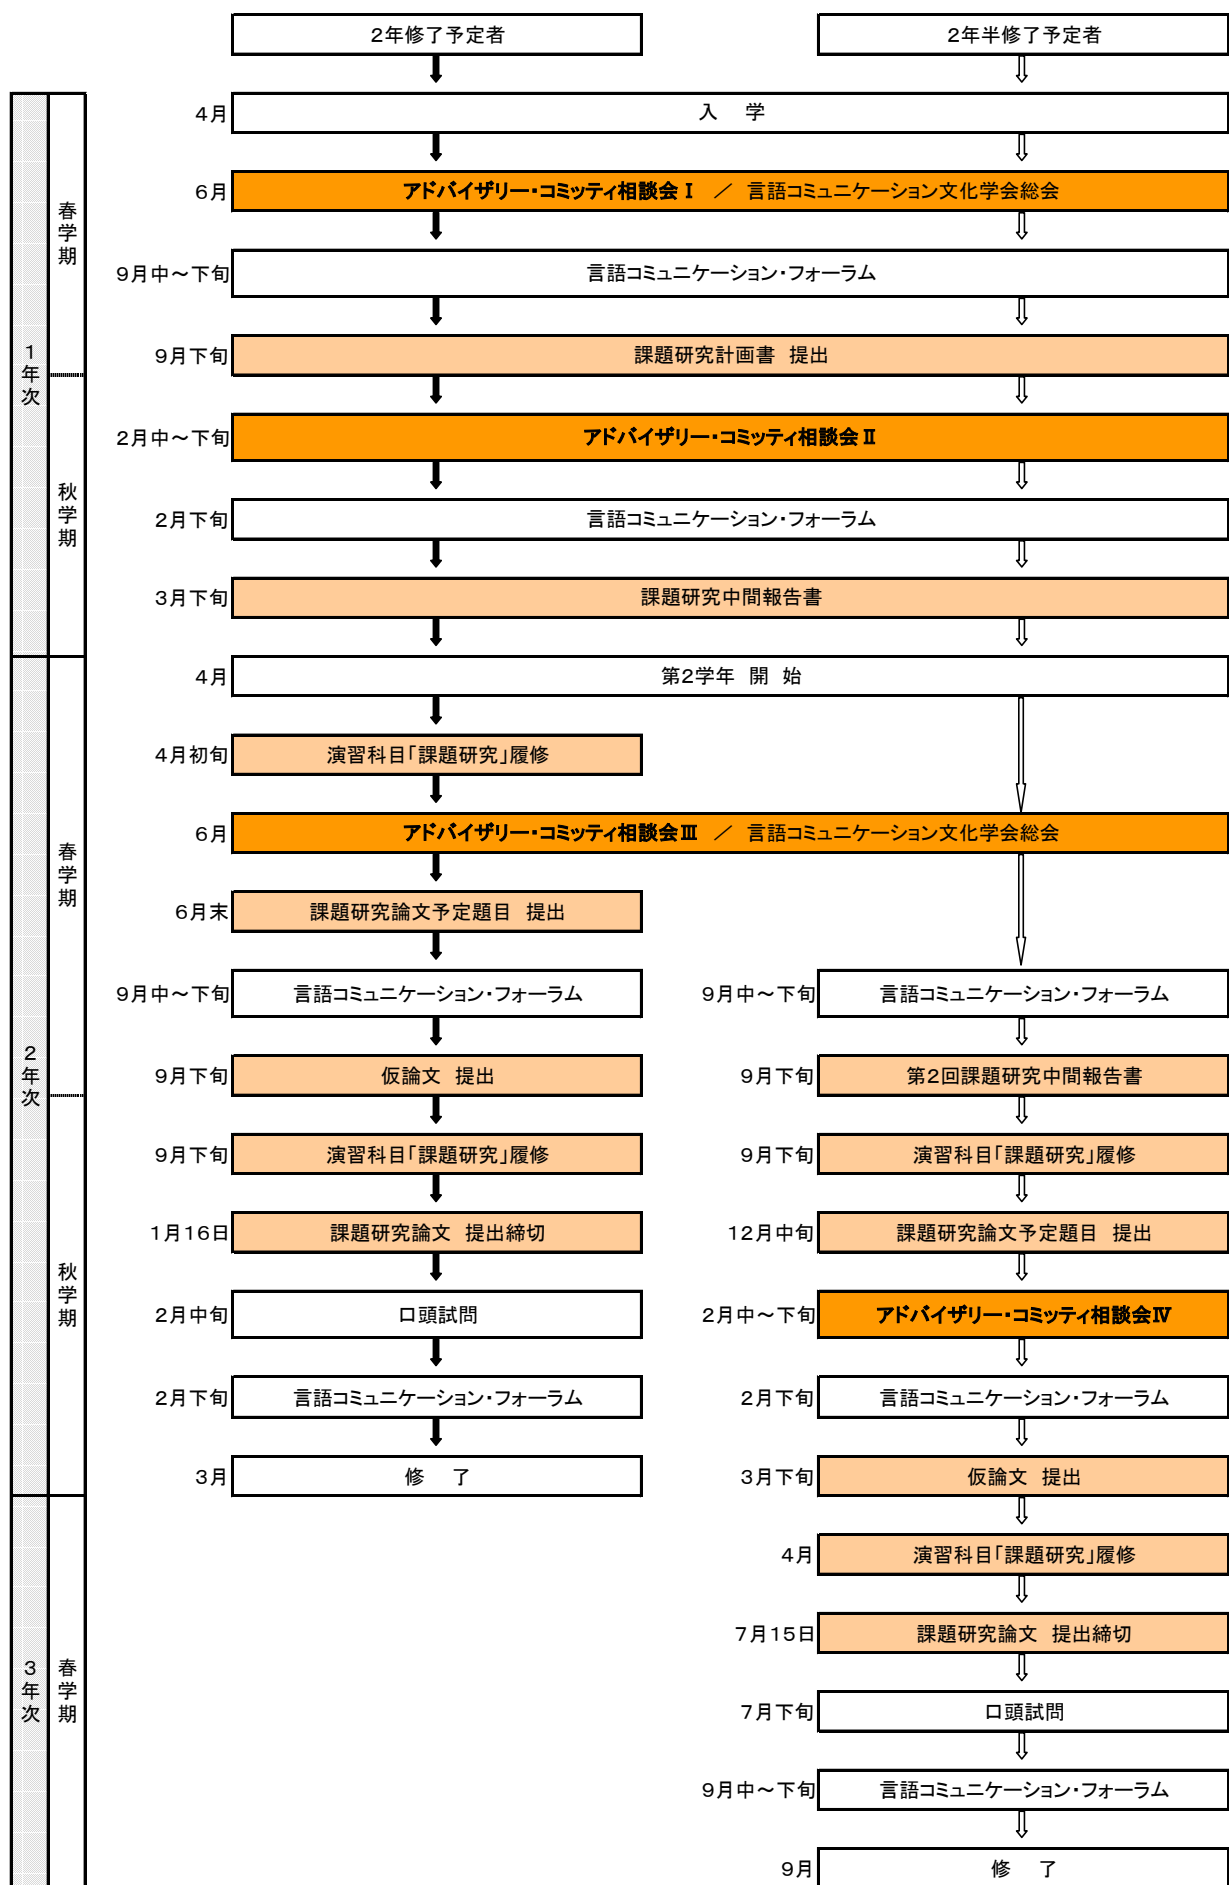 2年修了予定者 2年半修了予定者
4月 入 学
6月 アドバイザリー・コミッティ相談会Ⅰ ／ 言語コミュニケーション文化学会総会
春学期
9月中～下旬 言語コミュニケーション・フォーラム
1年次
9月下旬 課題研究計画書 提出
2月中～下旬 アドバイザリー・コミッティ相談会Ⅱ
秋学期
2月下旬 言語コミュニケーション・フォーラム
3月下旬 課題研究中間報告書
4月 第2学年 開 始
4月初旬 演習科目「課題研究」履修
6月 アドバイザリー・コミッティ相談会Ⅲ ／ 言語コミュニケーション文化学会総会
春学期
6月末 課題研究論文予定題目 提出
9月中～下旬 言語コミュニケーション・フォーラム 9月中～下旬 言語コミュニケーション・フォーラム
2年次
9月下旬 仮論文 提出 9月下旬 第2回課題研究中間報告書
9月下旬 演習科目「課題研究」履修 9月下旬 演習科目「課題研究」履修
1月16日 課題研究論文 提出締切 12月中旬 課題研究論文予定題目 提出
秋学期
2月中旬 口頭試問 2月中～下旬 アドバイザリー・コミッティ相談会Ⅳ
2月下旬 言語コミュニケーション・フォーラム 2月下旬 言語コミュニケーション・フォーラム
3月 修 了 3月下旬 仮論文 提出
4月 演習科目「課題研究」履修
7月15日 課題研究論文 提出締切
3年次 春学期
7月下旬 口頭試問
9月中～下旬 言語コミュニケーション・フォーラム
9月 修 了